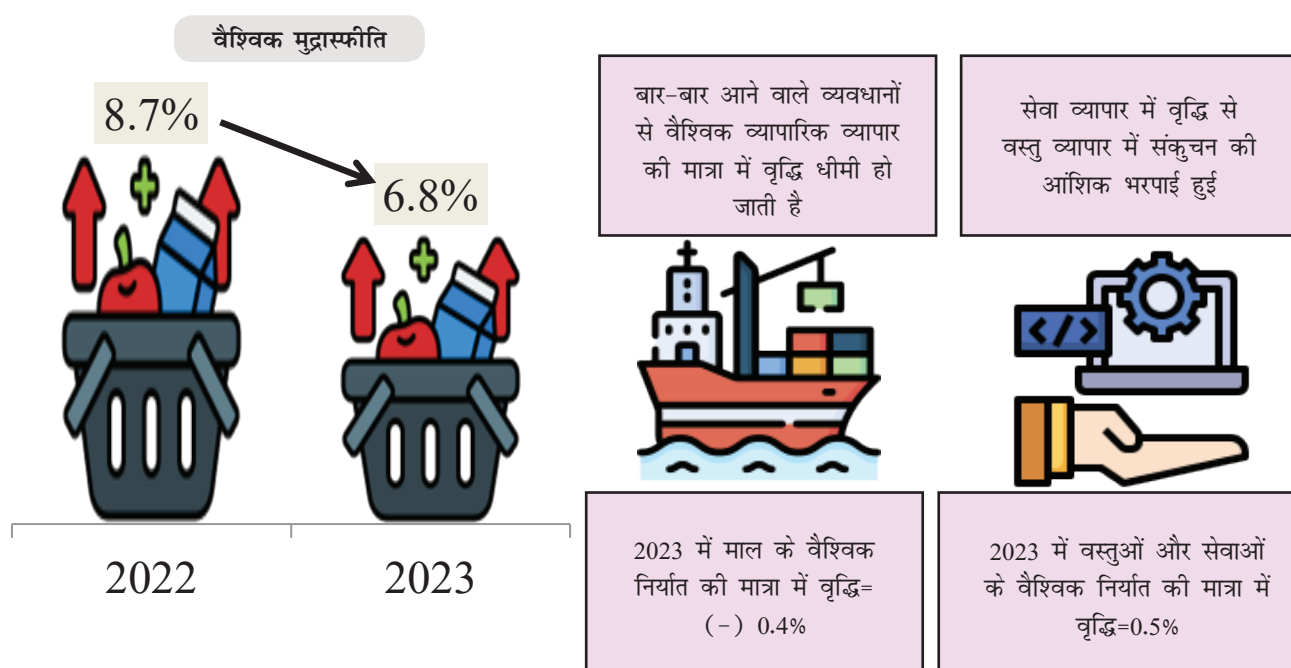 वैश्विक मुद्रास्फीति
8.7%
6.8%
2022
2023
बार-बार आने वाले व्यवधानों
से वैश्विक व्यापारिक व्यापार
की मात्रा में वृद्धि धीमी हो
जाती है
सेवा व्यापार में वृद्धि से
वस्तु व्यापार में संकुचन की
आंशिक भरपाई हुई
</>
2023 में माल के वैश्विक
निर्यात की मात्रा में वृद्धि=
(-) 0.4%
2023 में वस्तुओं और सेवाओं
के वैश्विक निर्यात की मात्रा में
वृद्धि=0.5%